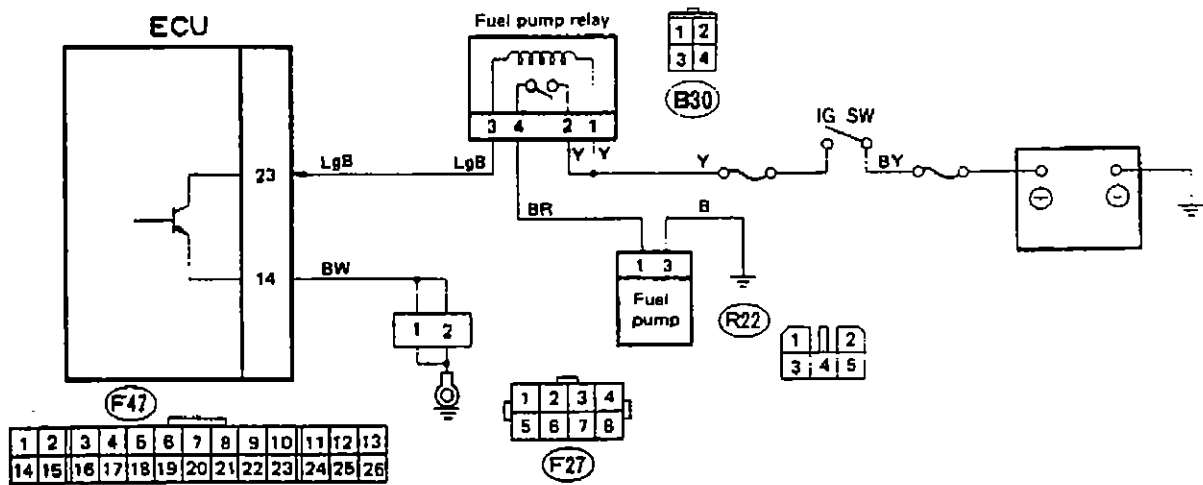 ECU
Fuel pump relay
1 2
3 4
B30
3 4 2 1
IG SW
LgB
LgB
Y Y
Y
BY
23
BR
B
14
BW
1 3
Fuel
pump
1 2
R22
1 2
3 4 5
F47
1 2 3 4
5 6 7 8
F27
1 2 3 4 5 6 7 8 9 10 11 12 13
14 15 16 17 18 19 20 21 22 23 24 25 26